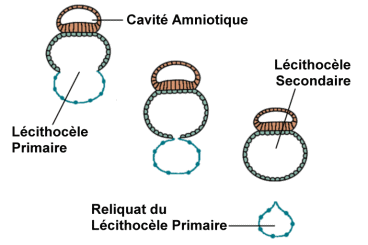 Cavité Amniotique
Lécithocèle
Primaire
Lécithocèle
Secondaire
Reliquat du
Lécithocèle Primaire